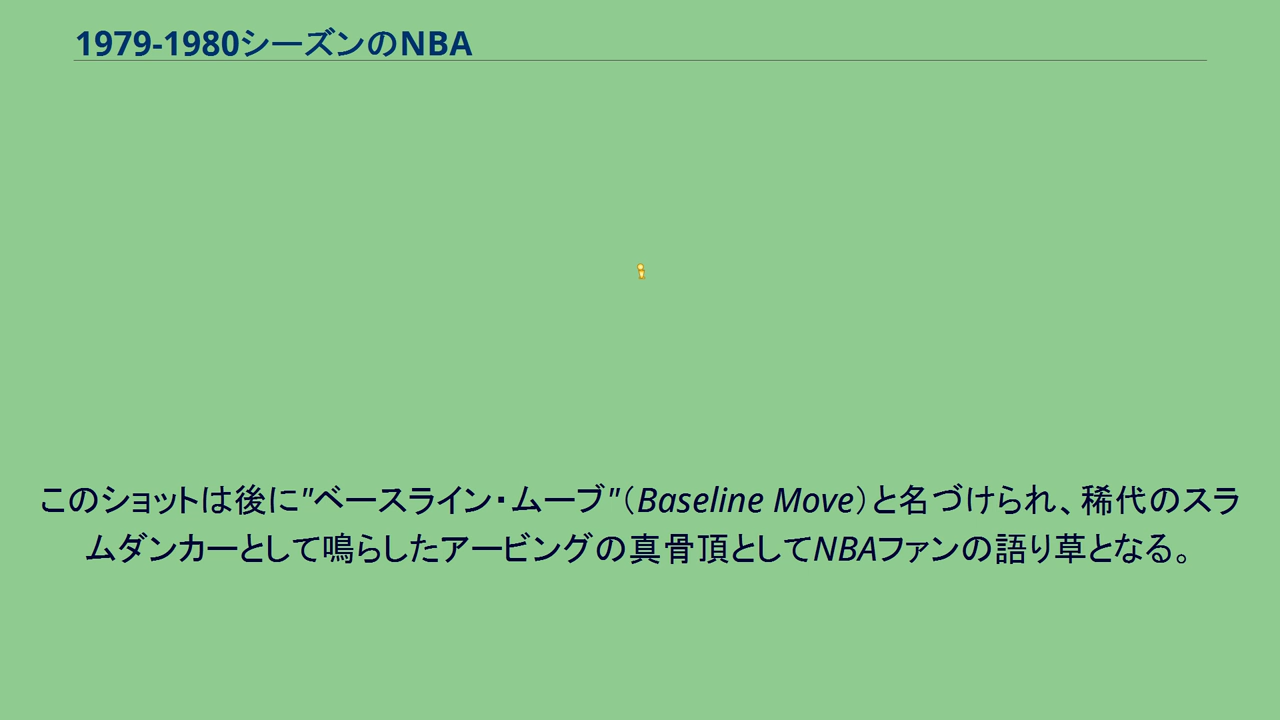 1979-1980シーズンのNBA
このショットは後に"ベースライン・ムーブ"（Baseline Move）と名づけられ、稀代のスラ
ムダンカーとして鳴らしたアービングの真骨頂としてNBAファンの語り草となる。